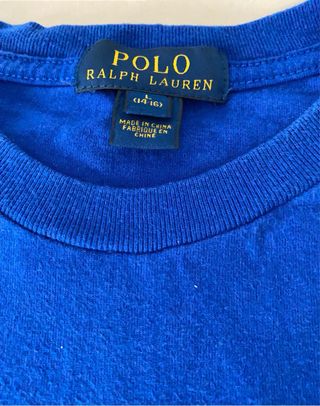 POLO
RALPH LAUREN
L
(14-16)
MADE IN CHINA
FABRIQUE EN
CHINE